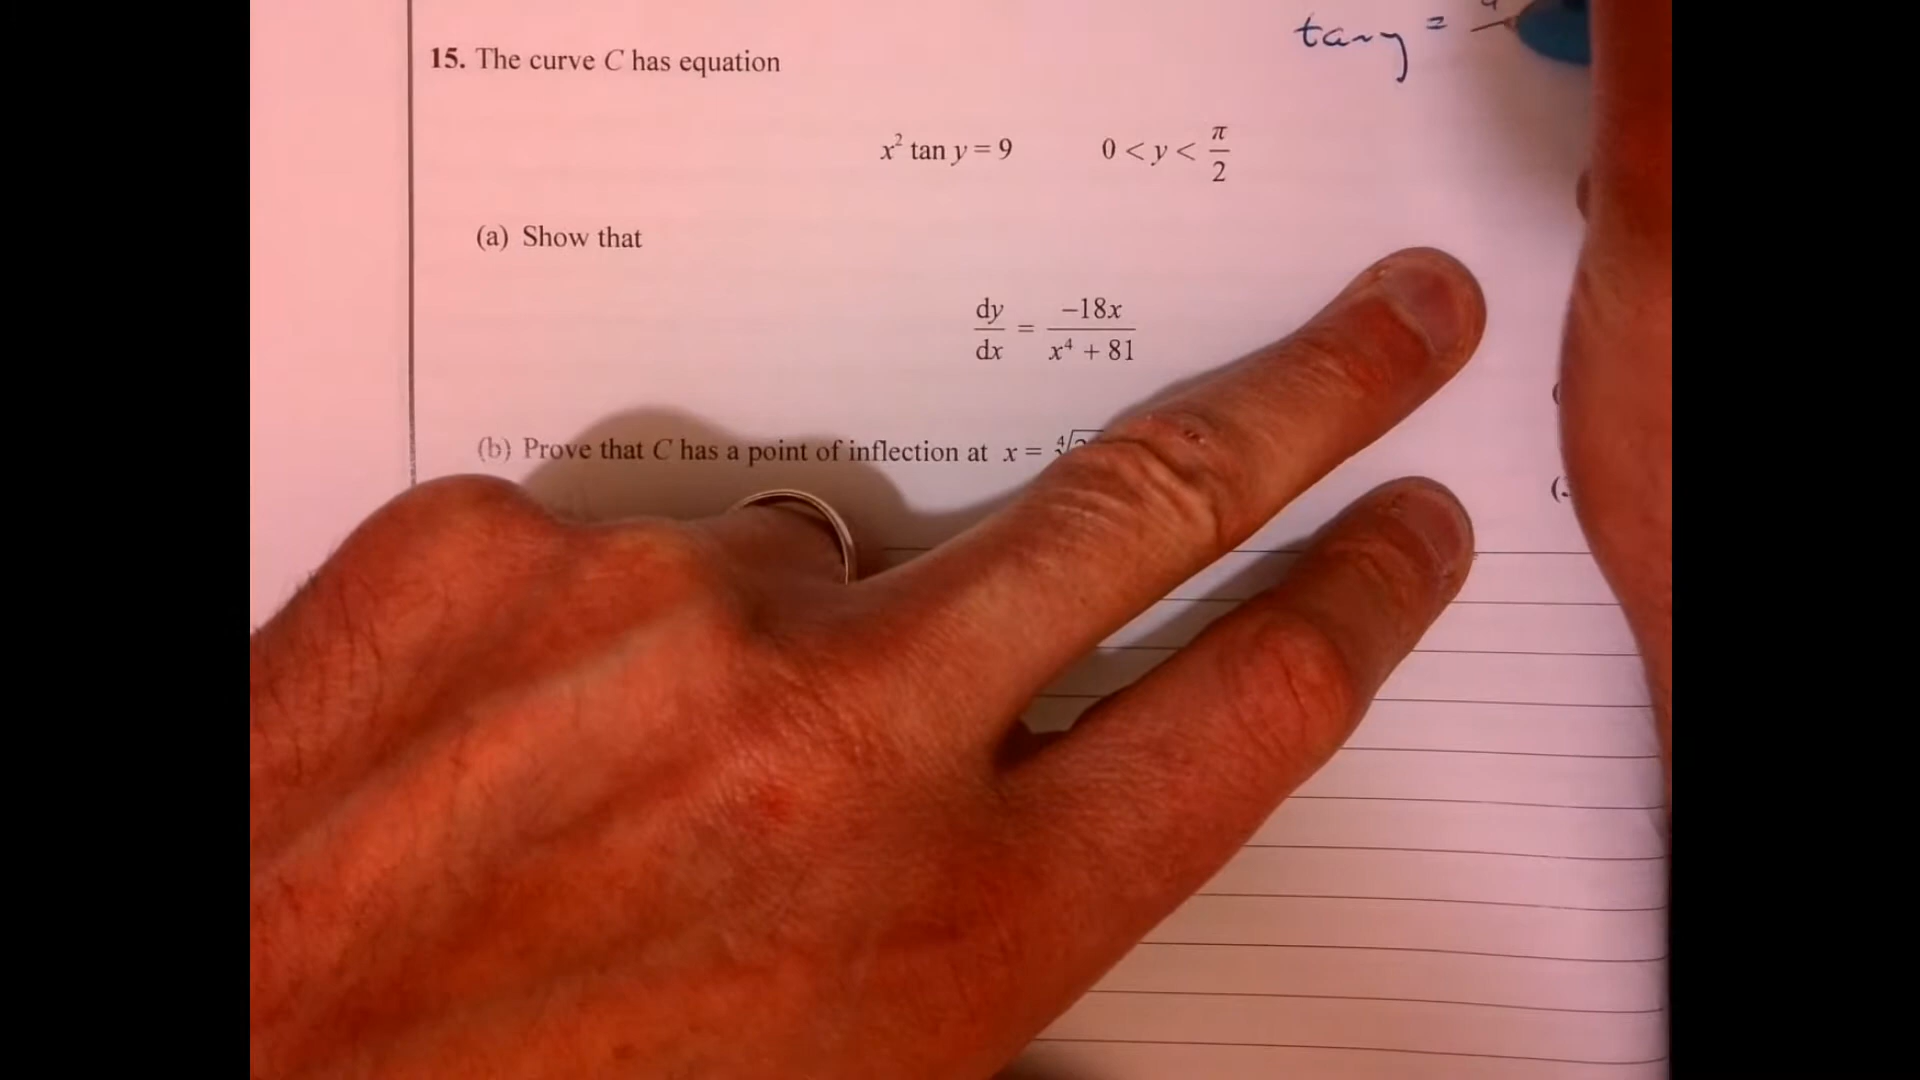 tan y =
15. The curve C has equation
x² tan y = 9 0 < y < π/2
(a) Show that
dy/dx = −18x/(x⁴ + 81)
(b) Prove that C has a point of inflection at x =